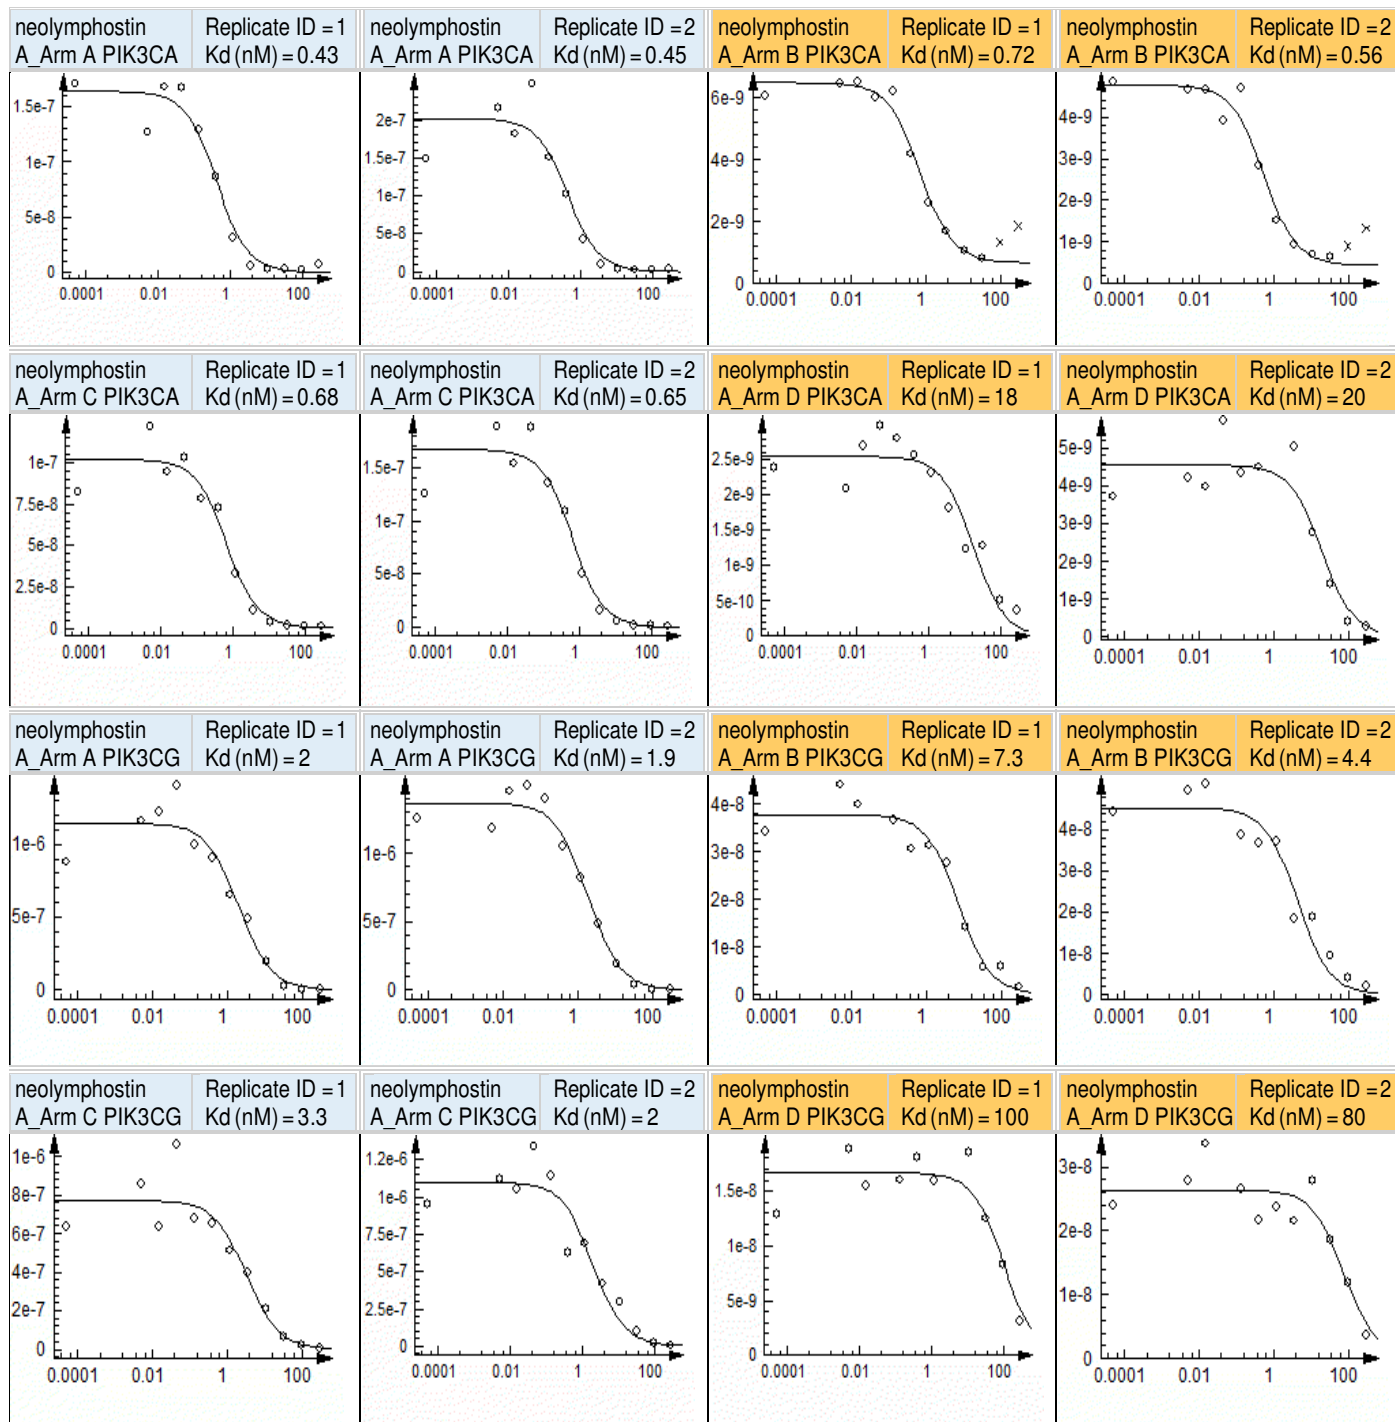 neolymphostin A_Arm A PIK3CA
Replicate ID = 1
Kd (nM) = 0.43
1.5e-7
1e-7
5e-8
0
0.0001 0.01 1 100
neolymphostin A_Arm A PIK3CA
Replicate ID = 2
Kd (nM) = 0.45
2e-7
1.5e-7
1e-7
5e-8
0
0.0001 0.01 1 100
neolymphostin A_Arm B PIK3CA
Replicate ID = 1
Kd (nM) = 0.72
6e-9
4e-9
2e-9
0
0.0001 0.01 1 100
neolymphostin A_Arm B PIK3CA
Replicate ID = 2
Kd (nM) = 0.56
4e-9
3e-9
2e-9
1e-9
0
0.0001 0.01 1 100
neolymphostin A_Arm C PIK3CA
Replicate ID = 1
Kd (nM) = 0.68
1e-7
7.5e-8
5e-8
2.5e-8
0
0.0001 0.01 1 100
neolymphostin A_Arm C PIK3CA
Replicate ID = 2
Kd (nM) = 0.65
1.5e-7
1e-7
5e-8
0
0.0001 0.01 1 100
neolymphostin A_Arm D PIK3CA
Replicate ID = 1
Kd (nM) = 18
2.5e-9
2e-9
1.5e-9
1e-9
5e-10
0
0.0001 0.01 1 100
neolymphostin A_Arm D PIK3CA
Replicate ID = 2
Kd (nM) = 20
5e-9
4e-9
3e-9
2e-9
1e-9
0
0.0001 0.01 1 100
neolymphostin A_Arm A PIK3CG
Replicate ID = 1
Kd (nM) = 2
1e-6
5e-7
0
0.0001 0.01 1 100
neolymphostin A_Arm A PIK3CG
Replicate ID = 2
Kd (nM) = 1.9
1e-6
5e-7
0
0.0001 0.01 1 100
neolymphostin A_Arm B PIK3CG
Replicate ID = 1
Kd (nM) = 7.3
4e-8
3e-8
2e-8
1e-8
0
0.0001 0.01 1 100
neolymphostin A_Arm B PIK3CG
Replicate ID = 2
Kd (nM) = 4.4
4e-8
3e-8
2e-8
1e-8
0
0.0001 0.01 1 100
neolymphostin A_Arm C PIK3CG
Replicate ID = 1
Kd (nM) = 3.3
1e-6
8e-7
6e-7
4e-7
2e-7
0
0.0001 0.01 1 100
neolymphostin A_Arm C PIK3CG
Replicate ID = 2
Kd (nM) = 2
1.2e-6
1e-6
7.5e-7
5e-7
2.5e-7
0
0.0001 0.01 1 100
neolymphostin A_Arm D PIK3CG
Replicate ID = 1
Kd (nM) = 100
1.5e-8
1e-8
5e-9
0
0.0001 0.01 1 100
neolymphostin A_Arm D PIK3CG
Replicate ID = 2
Kd (nM) = 80
3e-8
2e-8
1e-8
0
0.0001 0.01 1 100